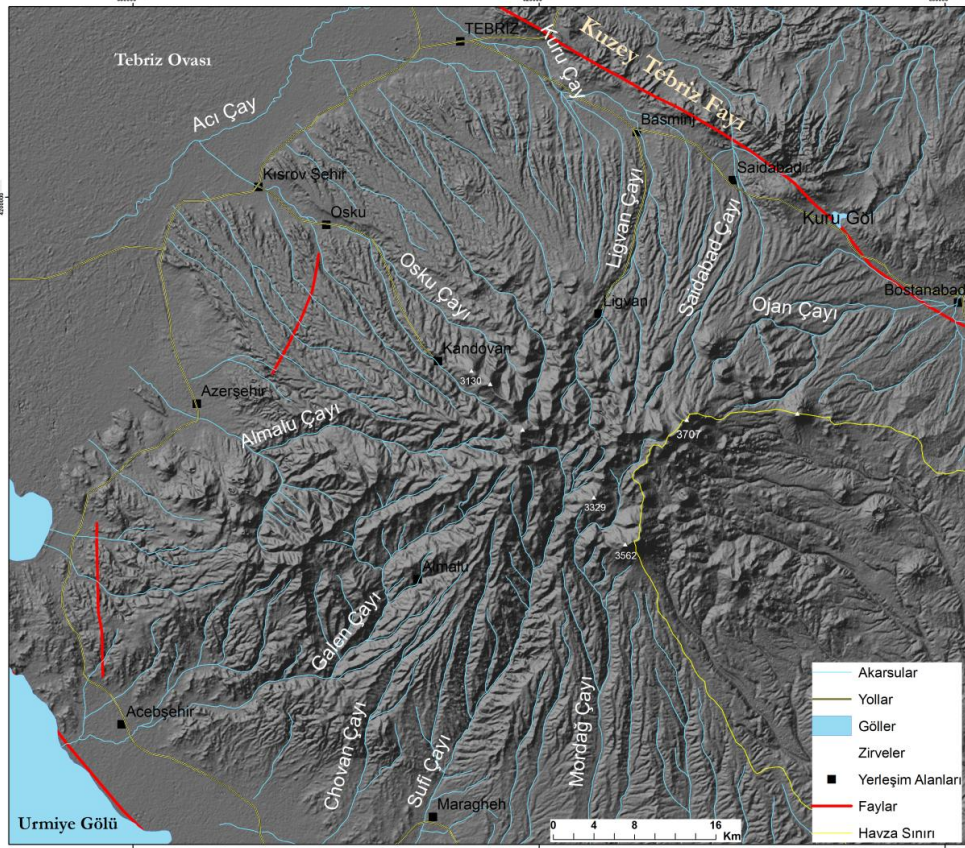 TEBRİZ
Kuru Çay
Kuzey Tebriz Fayı
Tebriz Ovası
Acı Çay
Basminj
Kısrov Şehir
Saidabad
Osku
Kuru Göl
Ligvan Çayı
Saidabad Çayı
Osku Çayı
Bostanabad
Ojan Çayı
Ligvan
Kandovan
3130
Azerşehir
Almalu Çayı
3707
3329
3562
Almalu
Galen Çayı
Acebşehir
Chovan Çayı
Sufi Çayı
Mordağ Çayı
Maragheh
Urmiye Gölü
Akarsular
Yollar
Göller
Zirveler
Yerleşim Alanları
Faylar
Havza Sınırı
0 4 8 16
Km